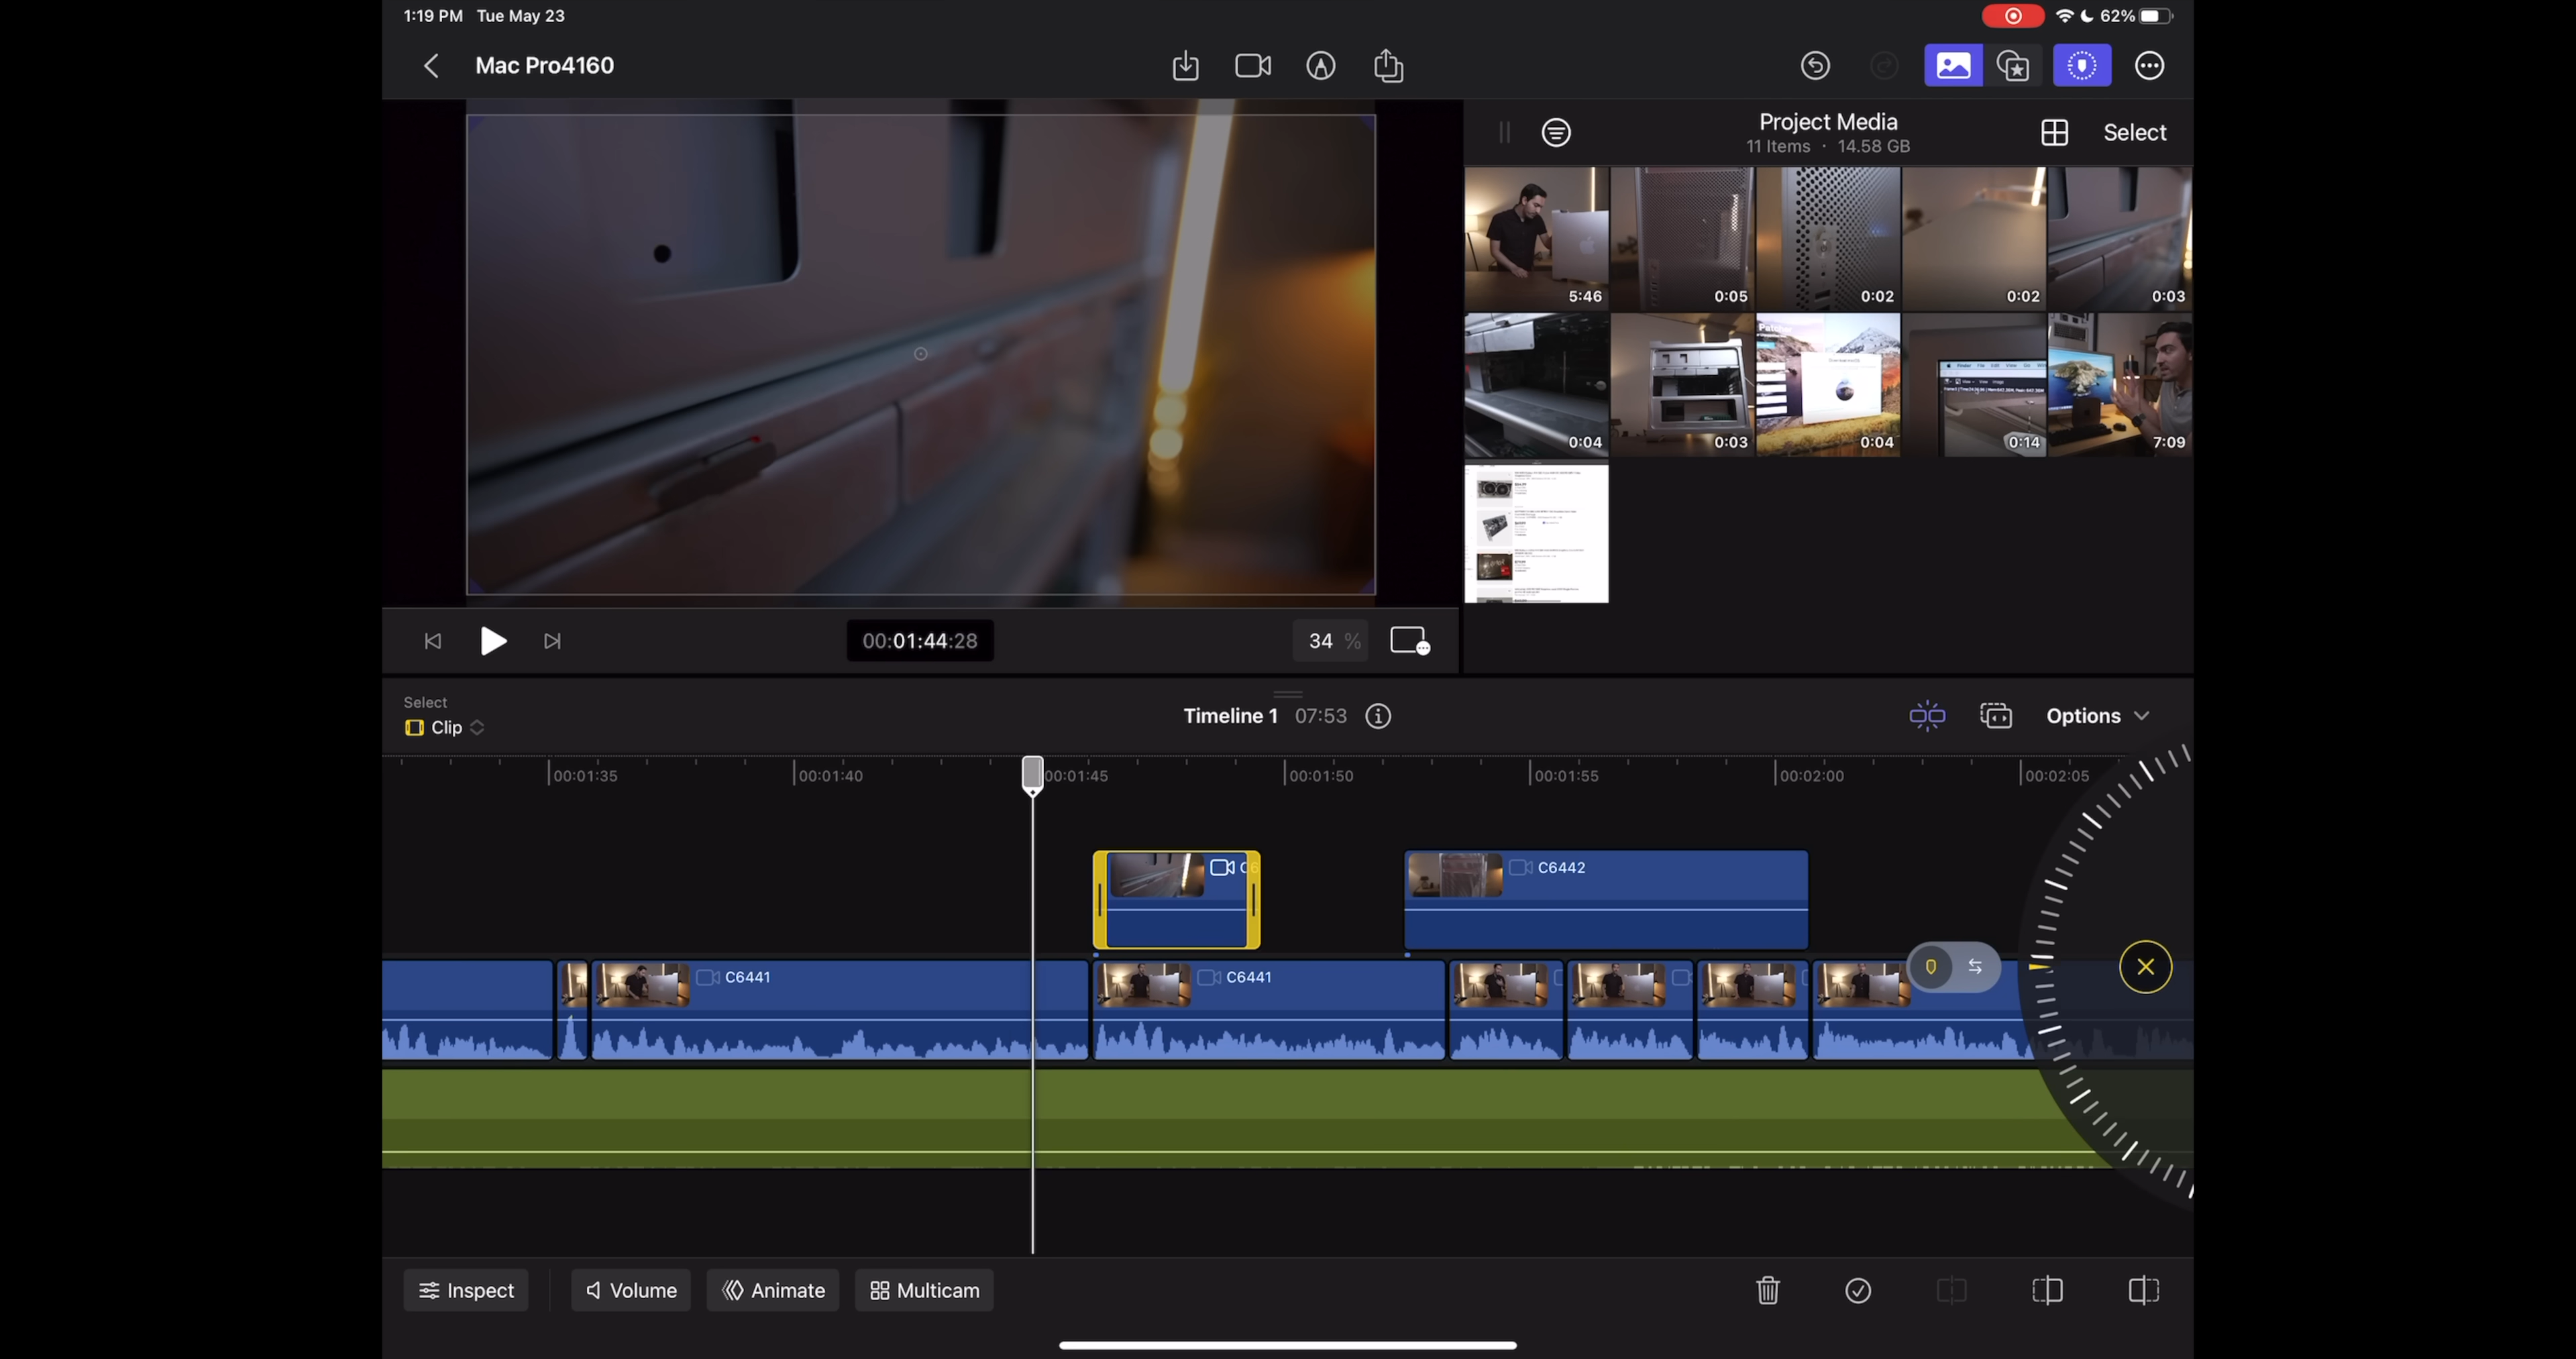 1:19 PM Tue May 23
62%
Mac Pro4160
Project Media
11 Items · 14.58 GB
Select
5:46
0:05
0:02
0:02
0:03
0:04
0:03
0:04
0:14
7:09
00:01:44:28
34 %
Select
Clip
Timeline 1 07:53
Options
00:01:35
00:01:40
00:01:45
00:01:50
00:01:55
00:02:00
00:02:05
C6442
C6441
C6441
Inspect
Volume
Animate
Multicam